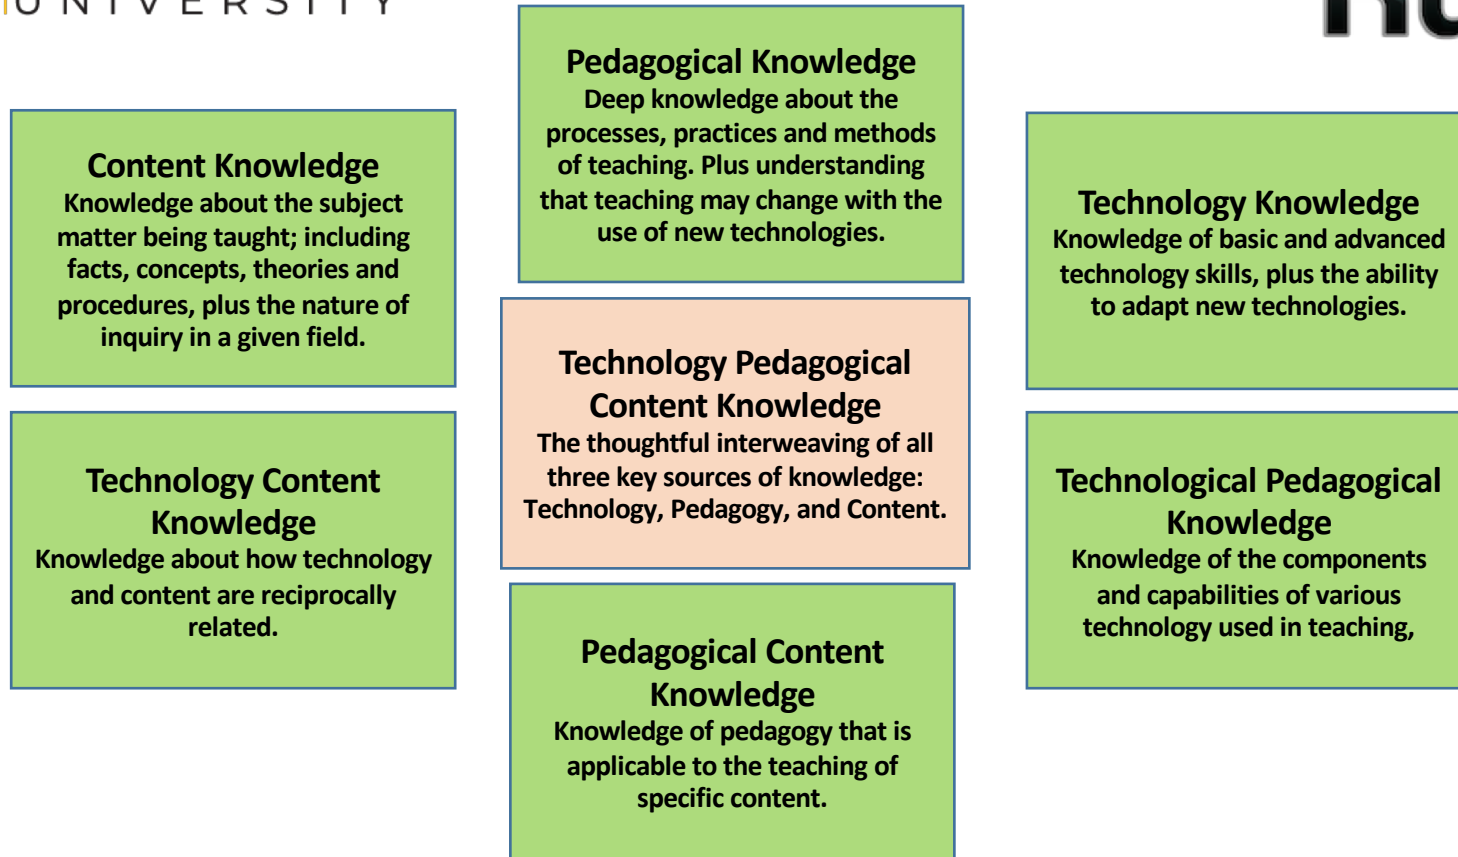 UNIVERSITY
Pedagogical Knowledge
Deep knowledge about the
processes, practices and methods
of teaching. Plus understanding
that teaching may change with the
use of new technologies.
Content Knowledge
Knowledge about the subject
matter being taught; including
facts, concepts, theories and
procedures, plus the nature of
inquiry in a given field.
Technology Knowledge
Knowledge of basic and advanced
technology skills, plus the ability
to adapt new technologies.
Technology Pedagogical
Content Knowledge
The thoughtful interweaving of all
three key sources of knowledge:
Technology, Pedagogy, and Content.
Technology Content
Knowledge
Knowledge about how technology
and content are reciprocally
related.
Technological Pedagogical
Knowledge
Knowledge of the components
and capabilities of various
technology used in teaching,
Pedagogical Content
Knowledge
Knowledge of pedagogy that is
applicable to the teaching of
specific content.